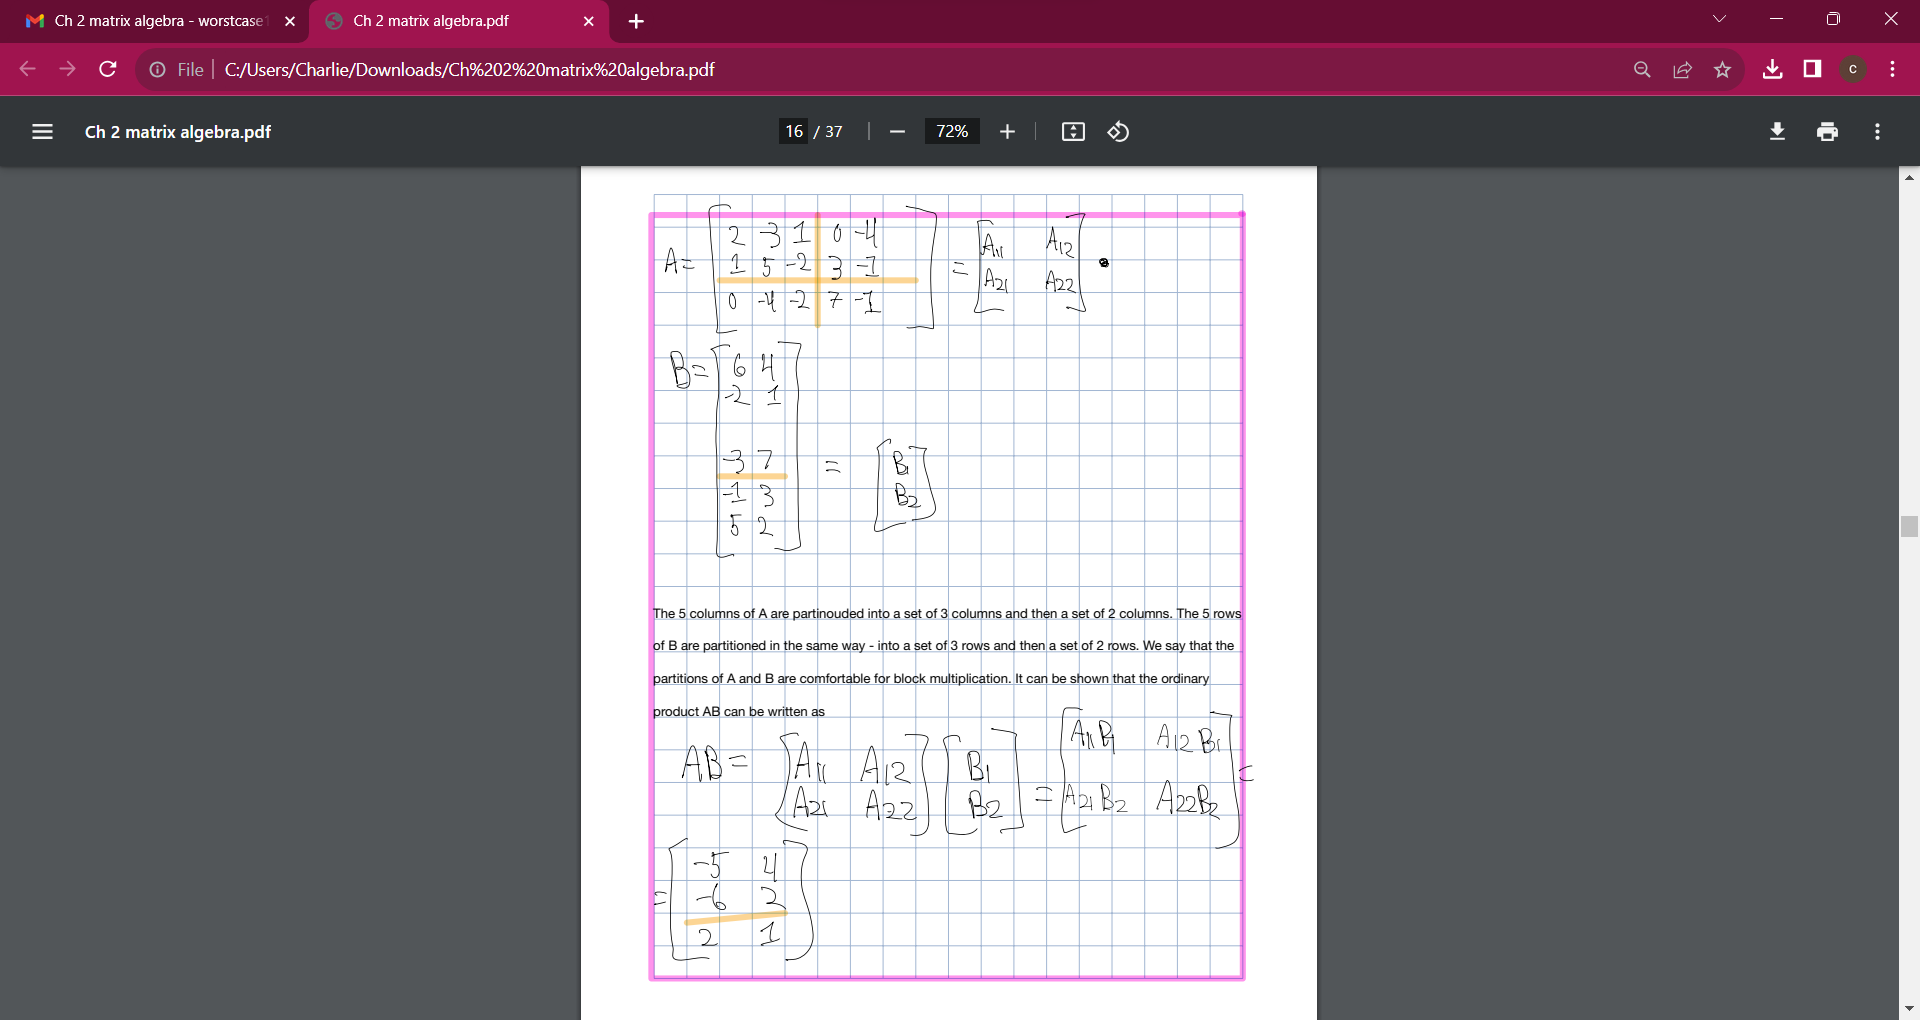 Ch 2 matrix algebra - worstcase1
Ch 2 matrix algebra.pdf
File | C:/Users/Charlie/Downloads/Ch%202%20matrix%20algebra.pdf
C
Ch 2 matrix algebra.pdf
16 / 37
72%
2 -3 1 0 -4
A= 1 5 -2 3 -1 = [A11 A12
A21 A22]
0 -4 -2 7 -1
B= 6 4
-2 1
-3 7 = [B1
B2]
-1 3
5 2
The 5 columns of A are partinouded into a set of 3 columns and then a set of 2 columns. The 5 rows
of B are partitioned in the same way - into a set of 3 rows and then a set of 2 rows. We say that the
partitions of A and B are comfortable for block multiplication. It can be shown that the ordinary
product AB can be written as
AB = [A11 A12 [B1 = [A11B1 A12B1 =
A21 A22] B2] A21B2 A22B2]
= [-5 4
-6 2
2 1]